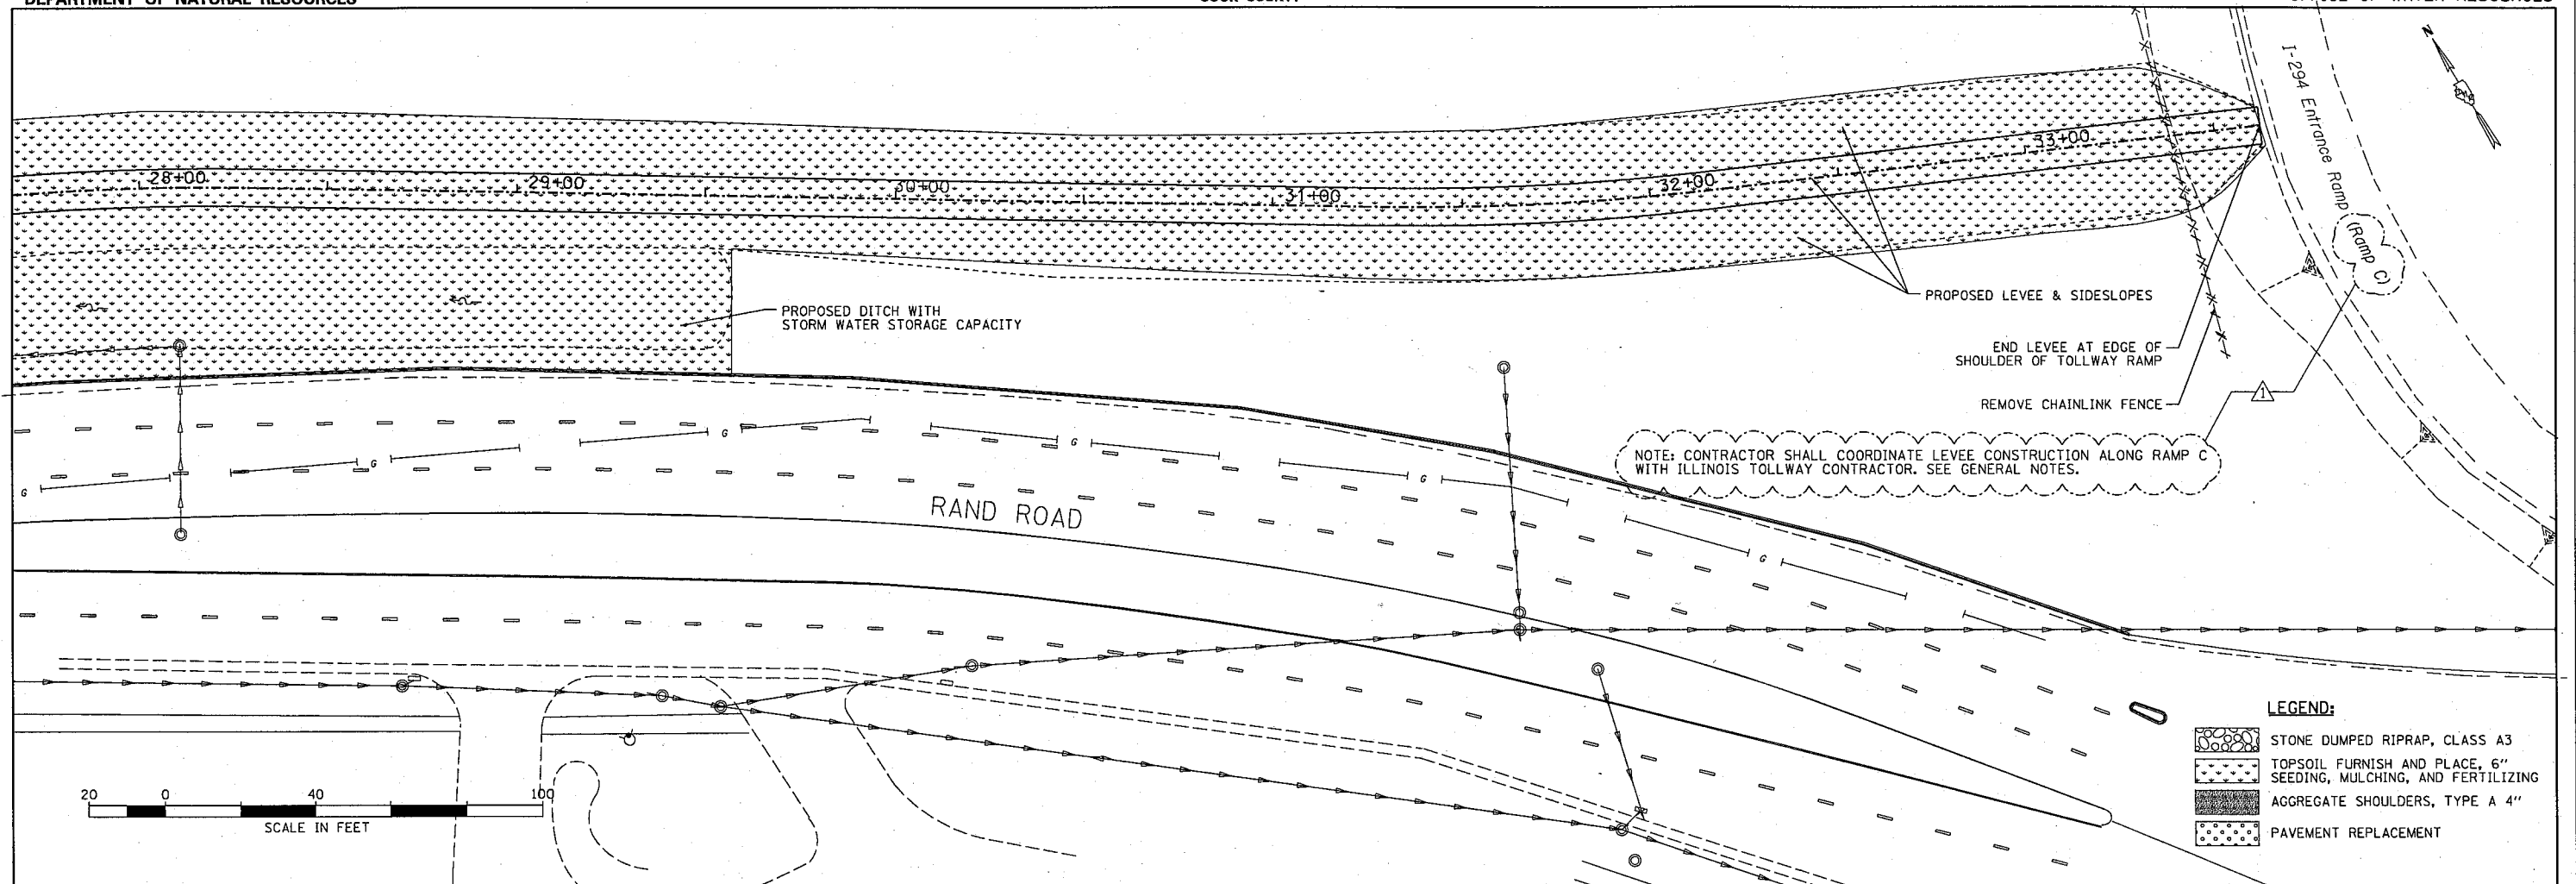 DEPARTMENT OF NATURAL RESOURCES
COOK COUNTY
OFFICE OF WATER RESOURCES
N
I-294 Entrance Ramp
(Ramp C)
28+00
29+00
30+00
31+00
32+00
33+00
PROPOSED DITCH WITH
STORM WATER STORAGE CAPACITY
PROPOSED LEVEE & SIDESLOPES
END LEVEE AT EDGE OF
SHOULDER OF TOLLWAY RAMP
REMOVE CHAINLINK FENCE
1
NOTE: CONTRACTOR SHALL COORDINATE LEVEE CONSTRUCTION ALONG RAMP C
WITH ILLINOIS TOLLWAY CONTRACTOR. SEE GENERAL NOTES.
G
G
G
G
G
G
RAND ROAD
20 0 40 100
SCALE IN FEET
LEGEND:
STONE DUMPED RIPRAP, CLASS A3
TOPSOIL FURNISH AND PLACE, 6"
SEEDING, MULCHING, AND FERTILIZING
AGGREGATE SHOULDERS, TYPE A 4"
PAVEMENT REPLACEMENT